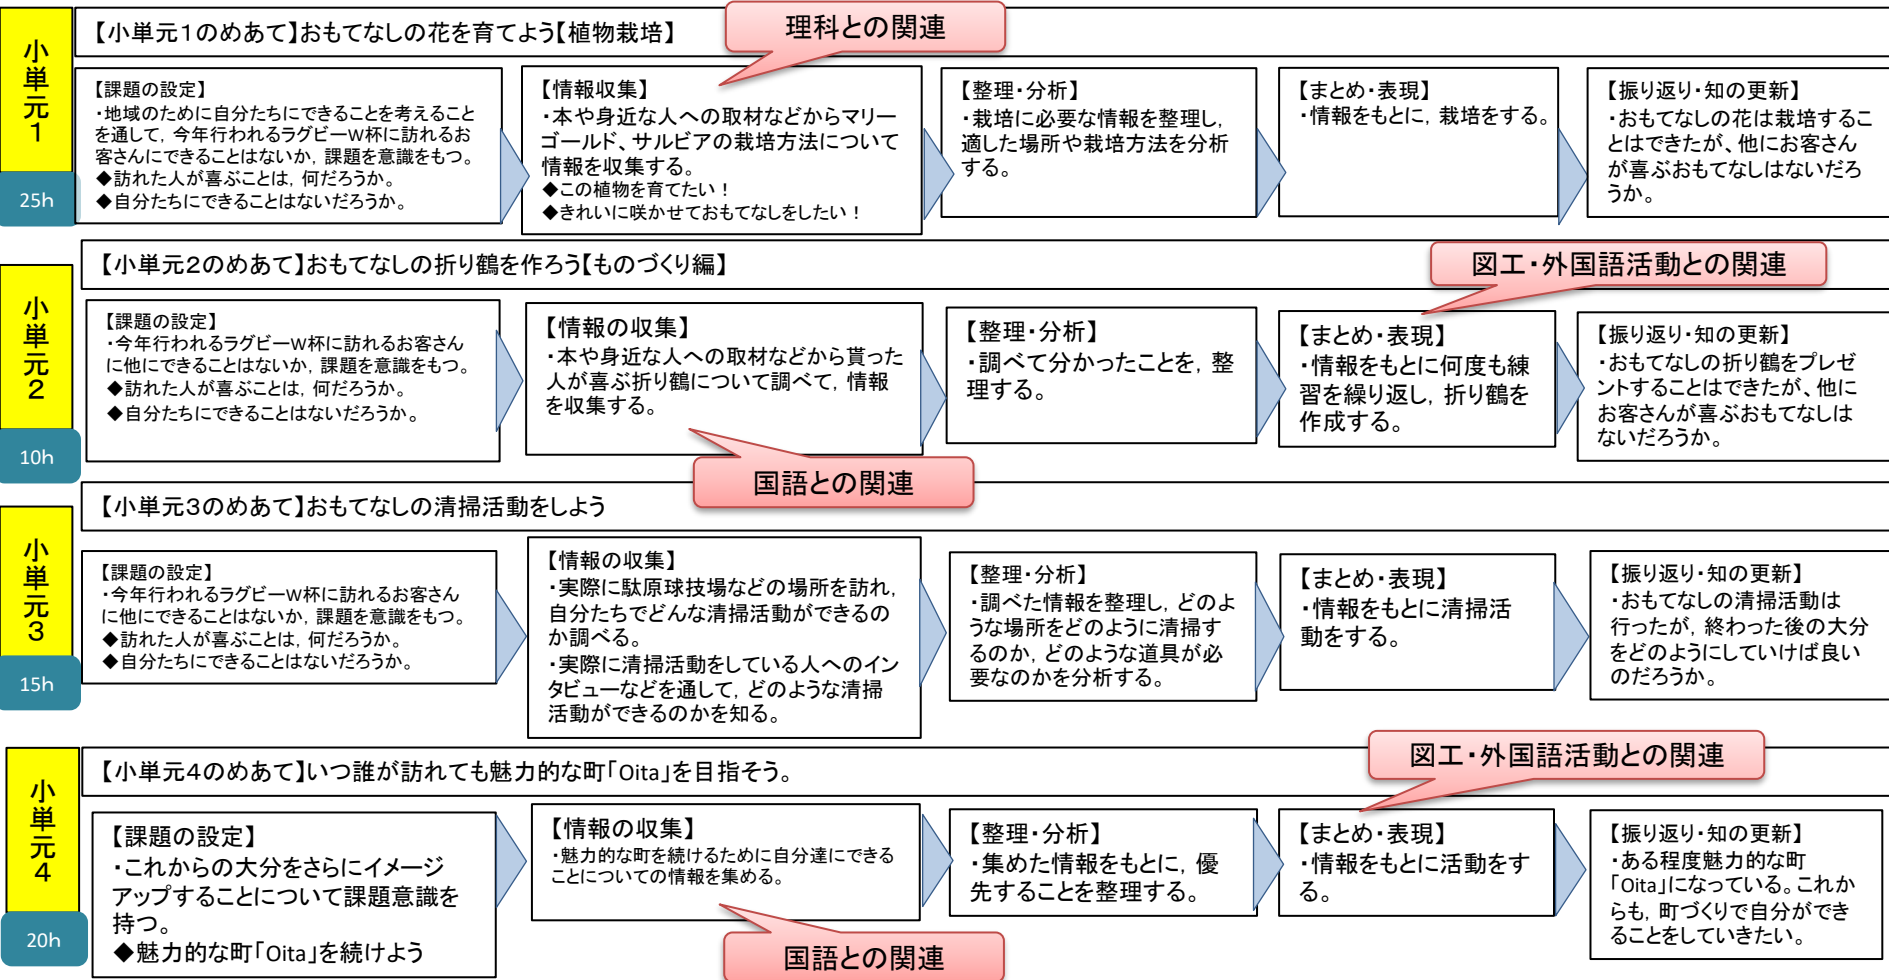 小単元1
25h
【小単元1のめあて】おもてなしの花を育てよう【植物栽培】
理科との関連
【課題の設定】
・地域のために自分たちにできることを考えること
を通して，今年行われるラグビーW杯に訪れるお
客さんにできることはないか，課題を意識をもつ。
◆訪れた人が喜ぶことは，何だろうか。
◆自分たちにできることはないだろうか。
【情報収集】
・本や身近な人への取材などからマリー
ゴールド、サルビアの栽培方法について
情報を収集する。
◆この植物を育てたい！
◆きれいに咲かせておもてなしをしたい！
【整理・分析】
・栽培に必要な情報を整理し，
適した場所や栽培方法を分析
する。
【まとめ・表現】
・情報をもとに，栽培をする。
【振り返り・知の更新】
・おもてなしの花は栽培するこ
とはできたが、他にお客さん
が喜ぶおもてなしはないだろ
うか。
小単元2
10h
【小単元2のめあて】おもてなしの折り鶴を作ろう【ものづくり編】
図工・外国語活動との関連
【課題の設定】
・今年行われるラグビーW杯に訪れるお客さん
に他にできることはないか，課題を意識をもつ。
◆訪れた人が喜ぶことは，何だろうか。
◆自分たちにできることはないだろうか。
【情報の収集】
・本や身近な人への取材などから貰った
人が喜ぶ折り鶴について調べて，情報
を収集する。
国語との関連
【整理・分析】
・調べて分かったことを，整
理する。
【まとめ・表現】
・情報をもとに何度も練
習を繰り返し，折り鶴を
作成する。
【振り返り・知の更新】
・おもてなしの折り鶴をプレゼ
ントすることはできたが、他に
お客さんが喜ぶおもてなしは
ないだろうか。
小単元3
15h
【小単元3のめあて】おもてなしの清掃活動をしよう
【課題の設定】
・今年行われるラグビーW杯に訪れるお客さん
に他にできることはないか，課題を意識をもつ。
◆訪れた人が喜ぶことは，何だろうか。
◆自分たちにできることはないだろうか。
【情報の収集】
・実際に駄原球技場などの場所を訪れ，
自分たちでどんな清掃活動ができるの
か調べる。
・実際に清掃活動をしている人へのイン
タビューなどを通して，どのような清掃
活動ができるのかを知る。
【整理・分析】
・調べた情報を整理し，どのよ
うな場所をどのように清掃す
るのか，どのような道具が必
要なのかを分析する。
【まとめ・表現】
・情報をもとに清掃活
動をする。
【振り返り・知の更新】
・おもてなしの清掃活動は
行ったが，終わった後の大分
をどのようにしていけば良い
のだろうか。
小単元4
20h
【小単元4のめあて】いつ誰が訪れても魅力的な町「Oita」を目指そう。
図工・外国語活動との関連
【課題の設定】
・これからの大分をさらにイメージ
アップすることについて課題意識を
持つ。
◆魅力的な町「Oita」を続けよう
【情報の収集】
・魅力的な町を続けるために自分達にできる
ことについての情報を集める。
国語との関連
【整理・分析】
・集めた情報をもとに，優
先することを整理する。
【まとめ・表現】
・情報をもとに活動をす
る。
【振り返り・知の更新】
・ある程度魅力的な町
「Oita」になっている。これか
らも，町づくりで自分ができ
ることをしていきたい。